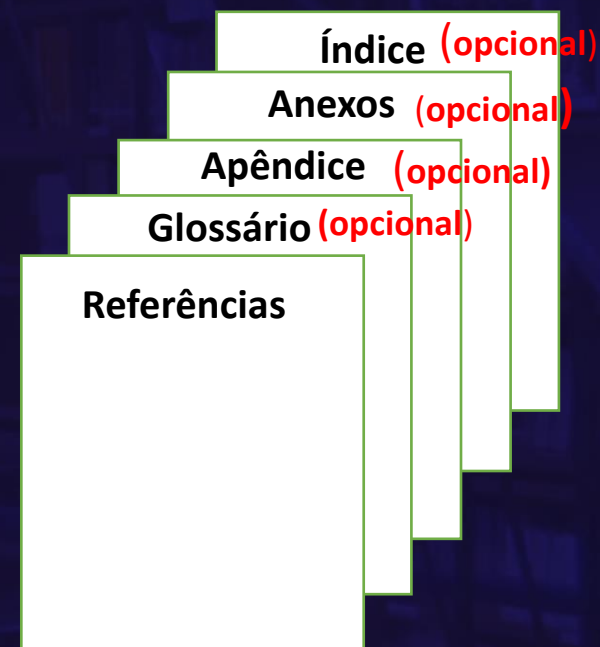 Índice (opcional)
Anexos (opcional)
Apêndice (opcional)
Glossário (opcional)
Referências